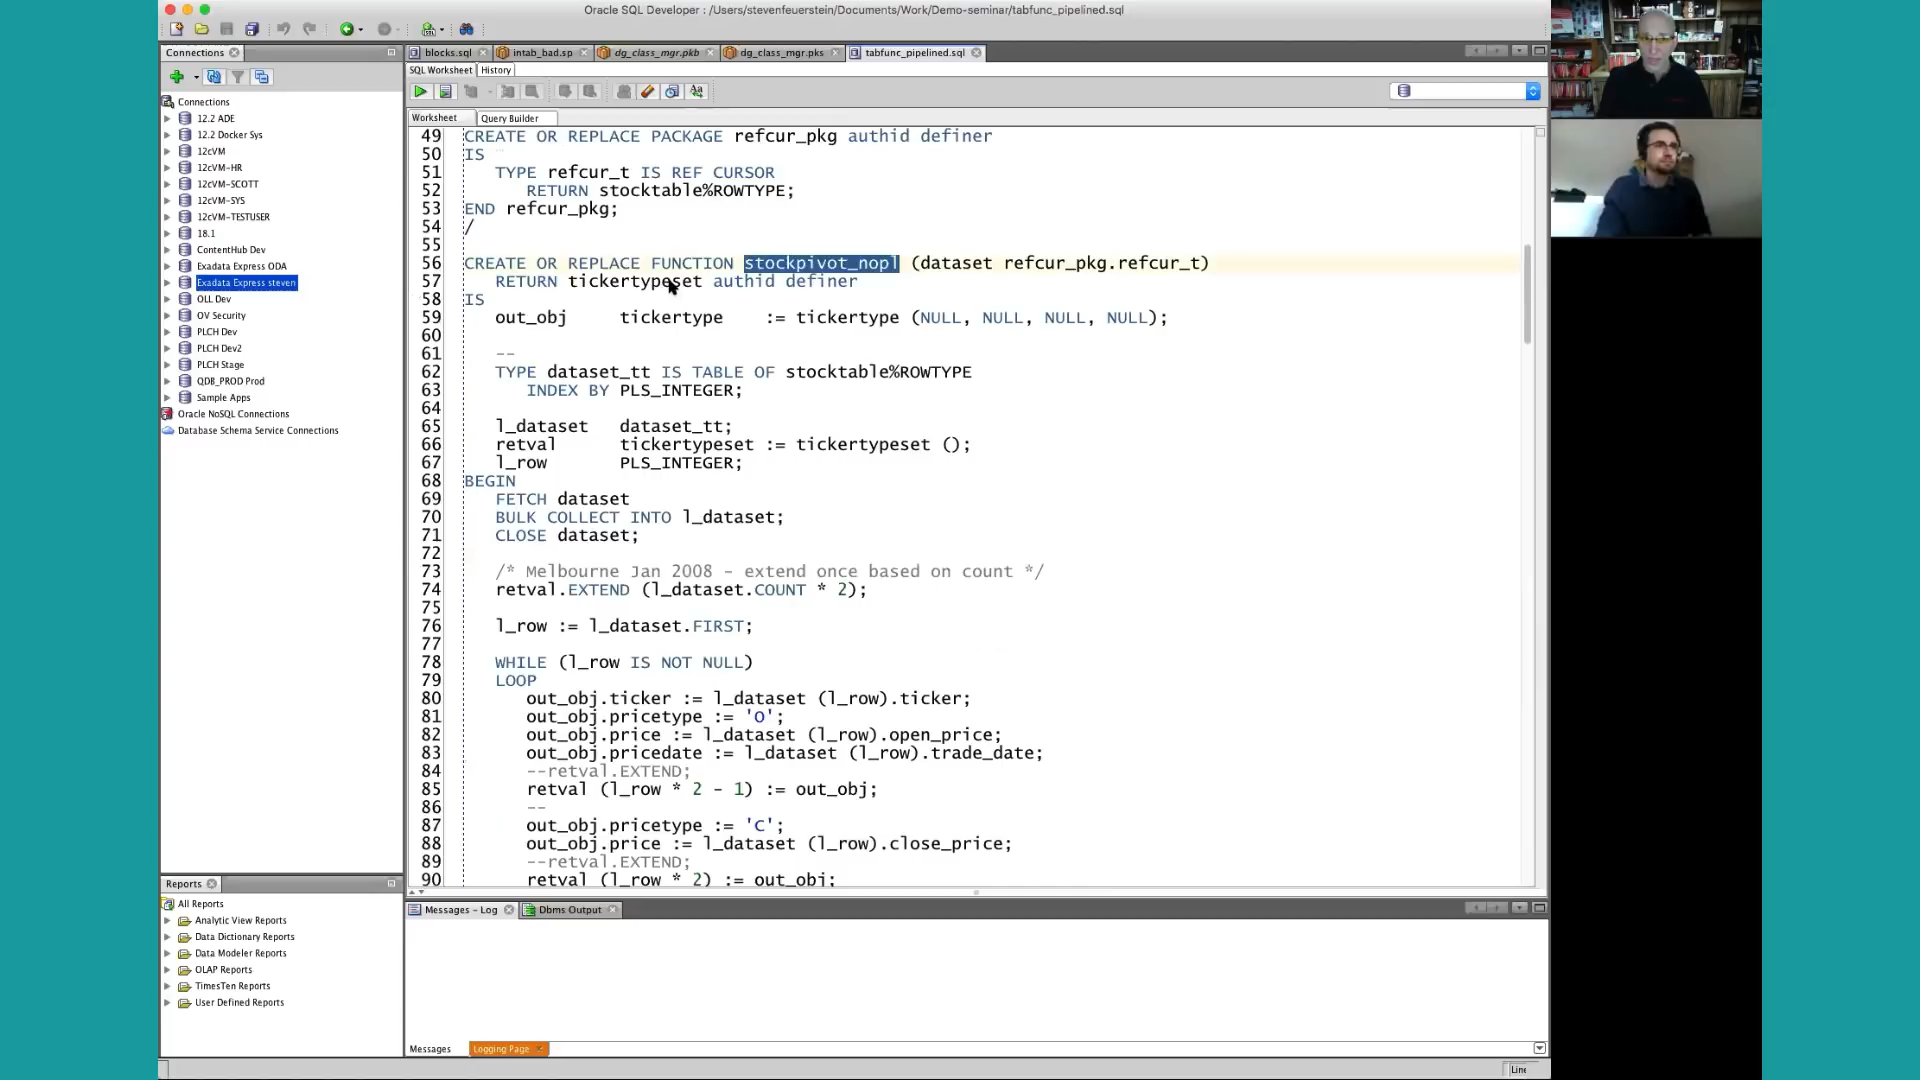 Oracle SQL Developer : /Users/stevenfeuerstein/Documents/Work/Demo-seminar/tabfunc_pipelined.sql
Connections
blocks.sql
intab_bad.sp
dg_class_mgr.pkb
dg_class_mgr.pks
tabfunc_pipelined.sql
SQL Worksheet
History
Worksheet
Query Builder
Connections
12.2 ADE
12.2 Docker Sys
12cVM
12cVM-HR
12cVM-SCOTT
12cVM-SYS
12cVM-TESTUSER
18.1
ContentHub Dev
Exadata Express ODA
Exadata Express steven
OLL Dev
OV Security
PLCH Dev
PLCH Dev2
PLCH Stage
QDB_PROD Prod
Sample Apps
Oracle NoSQL Connections
Database Schema Service Connections
49 CREATE OR REPLACE PACKAGE refcur_pkg authid definer
50 IS
51 TYPE refcur_t IS REF CURSOR
52 RETURN stocktable%ROWTYPE;
53 END refcur_pkg;
54 /
55
56 CREATE OR REPLACE FUNCTION stockpivot_nopl (dataset refcur_pkg.refcur_t)
57 RETURN tickertypeset authid definer
58 IS
59 out_obj tickertype := tickertype (NULL, NULL, NULL, NULL);
60
61 --
62 TYPE dataset_tt IS TABLE OF stocktable%ROWTYPE
63 INDEX BY PLS_INTEGER;
64
65 l_dataset dataset_tt;
66 retval tickertypeset := tickertypeset ();
67 l_row PLS_INTEGER;
68 BEGIN
69 FETCH dataset
70 BULK COLLECT INTO l_dataset;
71 CLOSE dataset;
72
73 /* Melbourne Jan 2008 - extend once based on count */
74 retval.EXTEND (l_dataset.COUNT * 2);
75
76 l_row := l_dataset.FIRST;
77
78 WHILE (l_row IS NOT NULL)
79 LOOP
80 out_obj.ticker := l_dataset (l_row).ticker;
81 out_obj.pricetype := 'O';
82 out_obj.price := l_dataset (l_row).open_price;
83 out_obj.pricedate := l_dataset (l_row).trade_date;
84 --retval.EXTEND;
85 retval (l_row * 2 - 1) := out_obj;
86 --
87 out_obj.pricetype := 'C';
88 out_obj.price := l_dataset (l_row).close_price;
89 --retval.EXTEND;
90 retval (l_row * 2) := out_obj;
Reports
All Reports
Analytic View Reports
Data Dictionary Reports
Data Modeler Reports
OLAP Reports
TimesTen Reports
User Defined Reports
Messages - Log
Dbms Output
Messages
Logging Page
Line